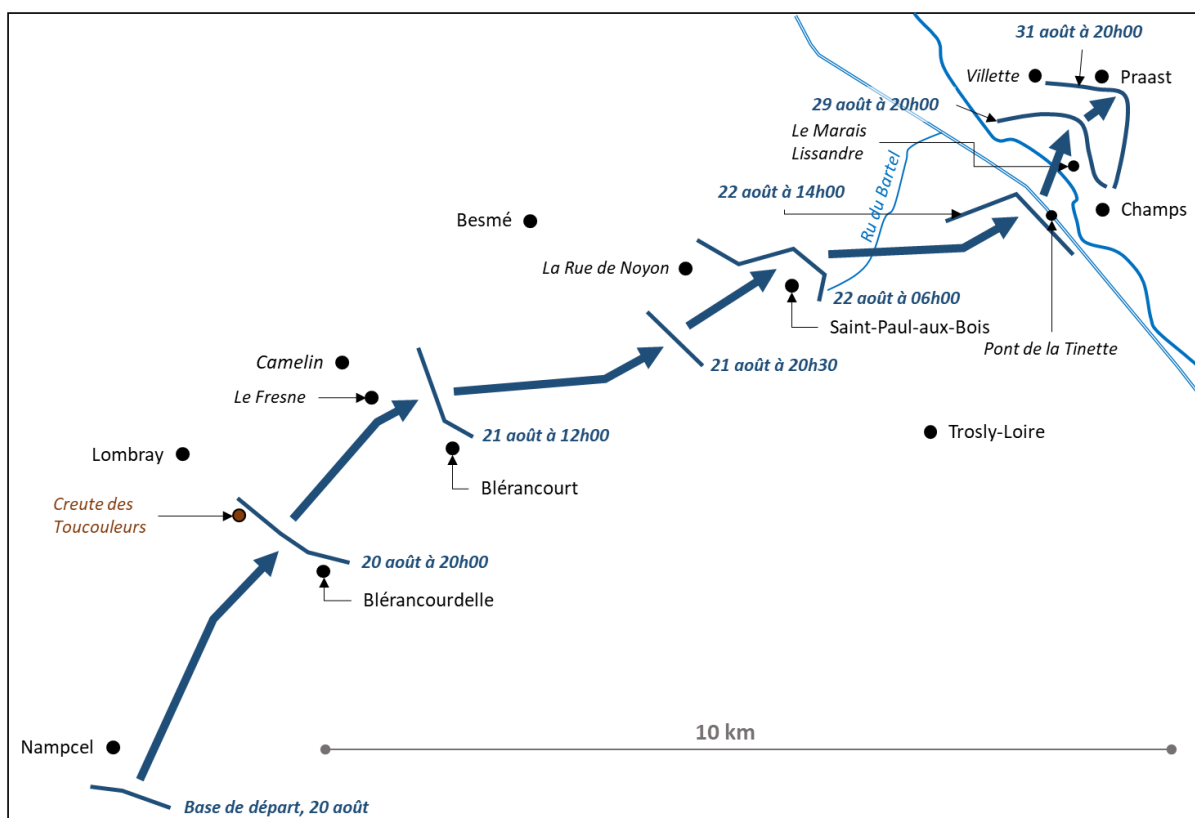 31 août à 20h00
Villette
Praast
29 août à 20h00
Le Marais
Lissandre
Ru du Bartel
22 août à 14h00
Champs
Besmé
La Rue de Noyon
22 août à 06h00
Saint-Paul-aux-Bois
Pont de la Tinette
21 août à 20h30
Camelin
Le Fresne
21 août à 12h00
Trosly-Loire
Lombray
Blérancourt
Creute des
Toucouleurs
20 août à 20h00
Blérancourdelle
10 km
Nampcel
Base de départ, 20 août